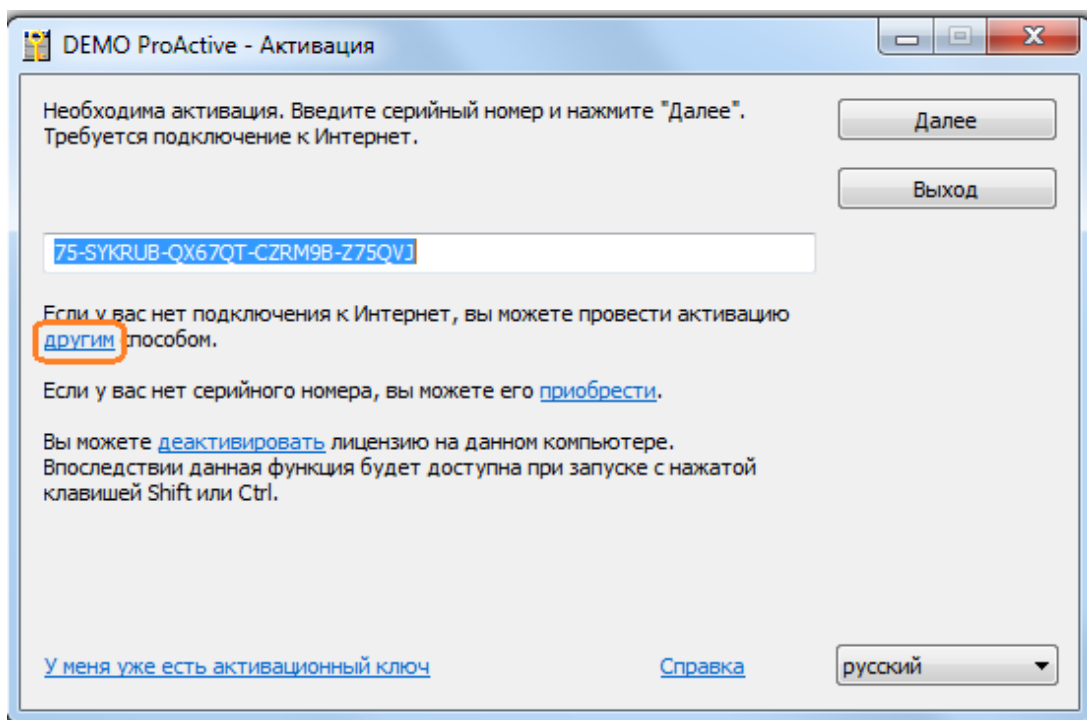 DEMO ProActive - Активация
Необходима активация. Введите серийный номер и нажмите "Далее".
Требуется подключение к Интернет.
Далее
Выход
75-SYKRUB-QX67QT-CZRM9B-Z75QVJ
Если у вас нет подключения к Интернет, вы можете провести активацию
другим способом.
Если у вас нет серийного номера, вы можете его приобрести.
Вы можете деактивировать лицензию на данном компьютере.
Впоследствии данная функция будет доступна при запуске с нажатой
клавишей Shift или Ctrl.
У меня уже есть активационный ключ
Справка
русский